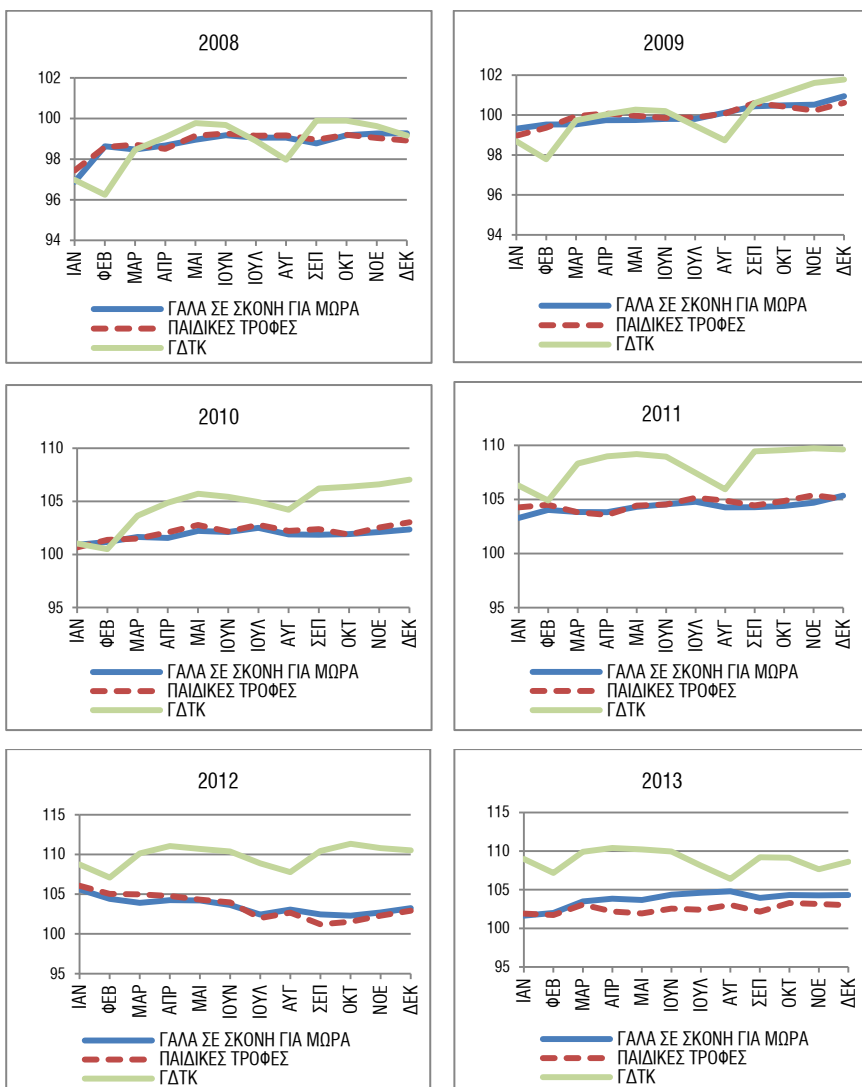 2008
102
100
98
96
94
ΙΑΝ ΦΕΒ ΜΑΡ ΑΠΡ ΜΑΙ ΙΟΥΝ ΙΟΥΛ ΑΥΓ ΣΕΠ ΟΚΤ ΝΟΕ ΔΕΚ
ΓΑΛΑ ΣΕ ΣΚΟΝΗ ΓΙΑ ΜΩΡΑ
ΠΑΙΔΙΚΕΣ ΤΡΟΦΕΣ
ΓΔΤΚ
2009
102
100
98
96
94
ΙΑΝ ΦΕΒ ΜΑΡ ΑΠΡ ΜΑΙ ΙΟΥΝ ΙΟΥΛ ΑΥΓ ΣΕΠ ΟΚΤ ΝΟΕ ΔΕΚ
ΓΑΛΑ ΣΕ ΣΚΟΝΗ ΓΙΑ ΜΩΡΑ
ΠΑΙΔΙΚΕΣ ΤΡΟΦΕΣ
ΓΔΤΚ
2010
110
105
100
95
ΙΑΝ ΦΕΒ ΜΑΡ ΑΠΡ ΜΑΙ ΙΟΥΝ ΙΟΥΛ ΑΥΓ ΣΕΠ ΟΚΤ ΝΟΕ ΔΕΚ
ΓΑΛΑ ΣΕ ΣΚΟΝΗ ΓΙΑ ΜΩΡΑ
ΠΑΙΔΙΚΕΣ ΤΡΟΦΕΣ
ΓΔΤΚ
2011
110
105
100
95
ΙΑΝ ΦΕΒ ΜΑΡ ΑΠΡ ΜΑΙ ΙΟΥΝ ΙΟΥΛ ΑΥΓ ΣΕΠ ΟΚΤ ΝΟΕ ΔΕΚ
ΓΑΛΑ ΣΕ ΣΚΟΝΗ ΓΙΑ ΜΩΡΑ
ΠΑΙΔΙΚΕΣ ΤΡΟΦΕΣ
ΓΔΤΚ
2012
115
110
105
100
95
ΙΑΝ ΦΕΒ ΜΑΡ ΑΠΡ ΜΑΙ ΙΟΥΝ ΙΟΥΛ ΑΥΓ ΣΕΠ ΟΚΤ ΝΟΕ ΔΕΚ
ΓΑΛΑ ΣΕ ΣΚΟΝΗ ΓΙΑ ΜΩΡΑ
ΠΑΙΔΙΚΕΣ ΤΡΟΦΕΣ
ΓΔΤΚ
2013
115
110
105
100
95
ΙΑΝ ΦΕΒ ΜΑΡ ΑΠΡ ΜΑΙ ΙΟΥΝ ΙΟΥΛ ΑΥΓ ΣΕΠ ΟΚΤ ΝΟΕ ΔΕΚ
ΓΑΛΑ ΣΕ ΣΚΟΝΗ ΓΙΑ ΜΩΡΑ
ΠΑΙΔΙΚΕΣ ΤΡΟΦΕΣ
ΓΔΤΚ